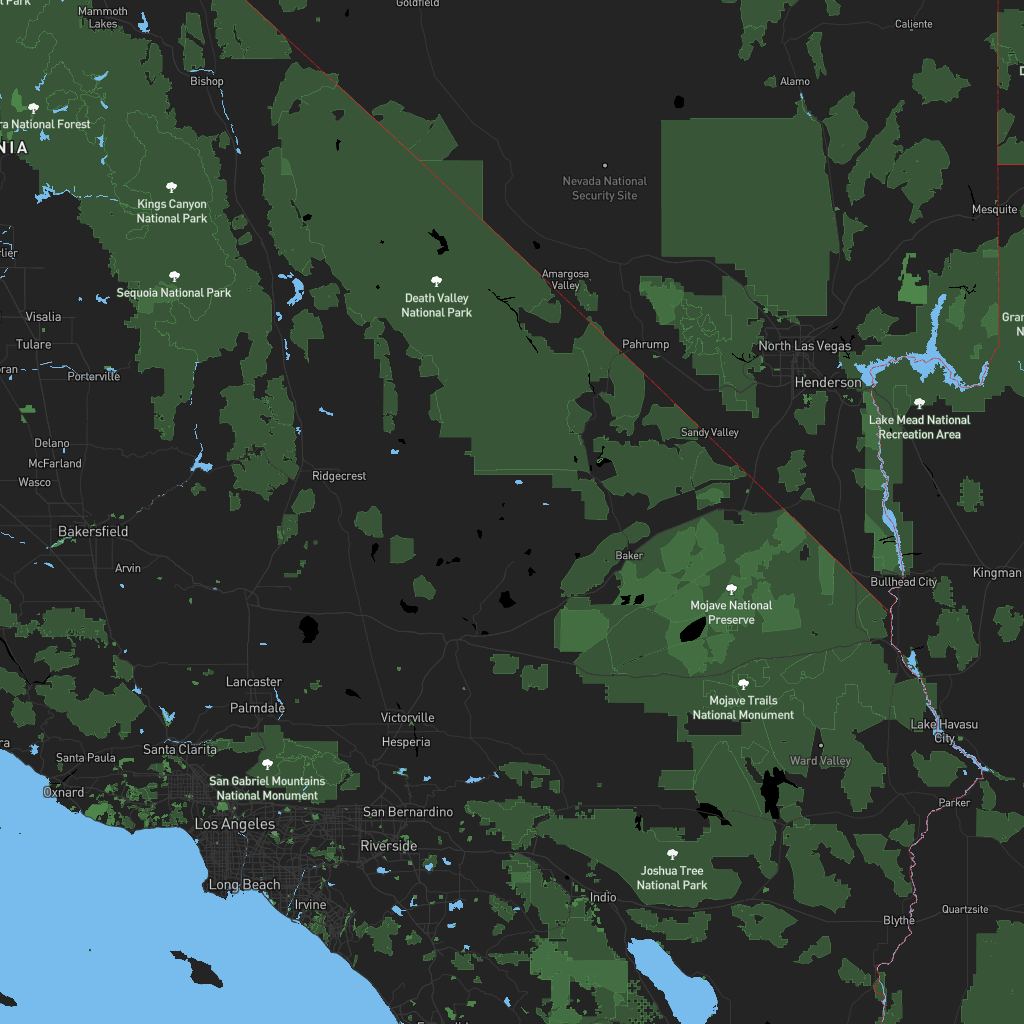 Goldfield
Mammoth
Lakes
l Park
Caliente
Bishop
Alamo
ra National Forest
NIA
Nevada National
Security Site
Kings Canyon
National Park
Mesquite
Sequoia National Park
Amargosa
Valley
Death Valley
National Park
Visalia
Tulare
Porterville
Pahrump
North Las Vegas
Henderson
Lake Mead National
Recreation Area
Sandy Valley
Delano
McFarland
Wasco
Ridgecrest
Bakersfield
Arvin
Baker
Bullhead City
Kingman
Mojave National
Preserve
Lancaster
Palmdale
Victorville
Hesperia
Mojave Trails
National Monument
Lake Havasu
City
Santa Clarita
Santa Paula
Ward Valley
San Gabriel Mountains
National Monument
Oxnard
Parker
San Bernardino
Los Angeles
Riverside
Joshua Tree
National Park
Long Beach
Irvine
Indio
Blythe
Quartzsite